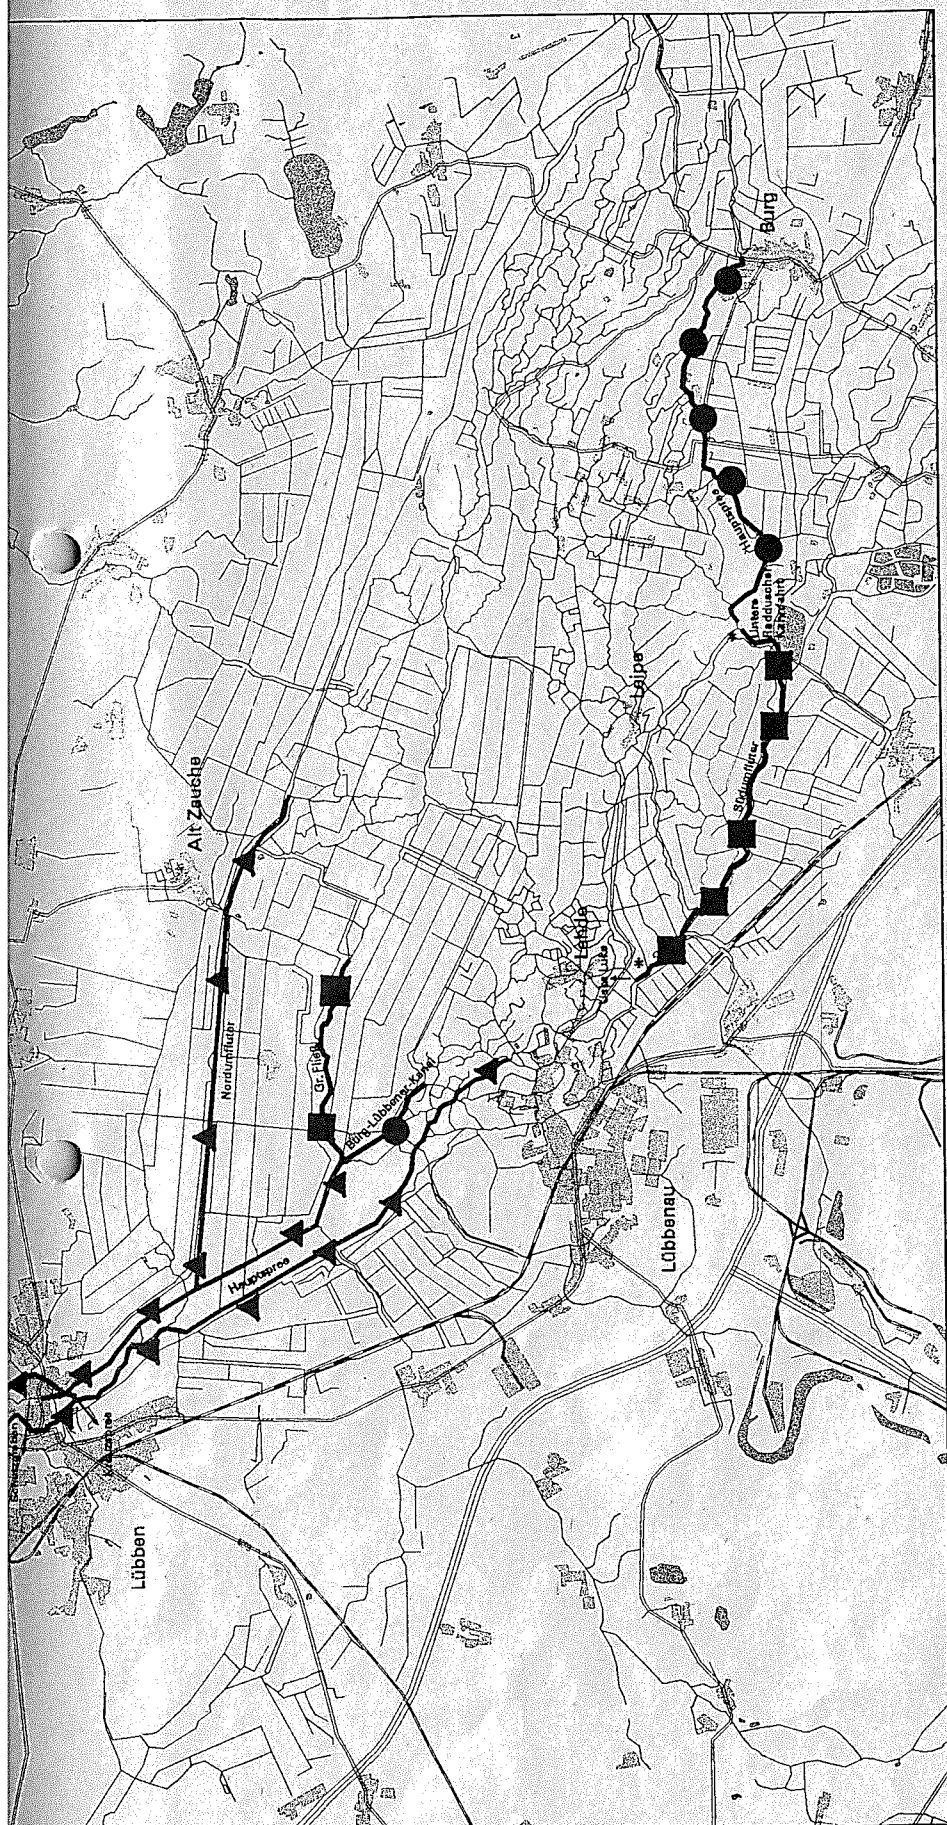 Burg
Hauptspree
Untere
Radduscher
Kahnfahrt
Leipe
Südumfluter
Alt Zauche
Lehde
Nordumfluter
Gr. Fließ
Burg-Lübbener-Kanal
Lübbenau
Hauptspree
Lübben